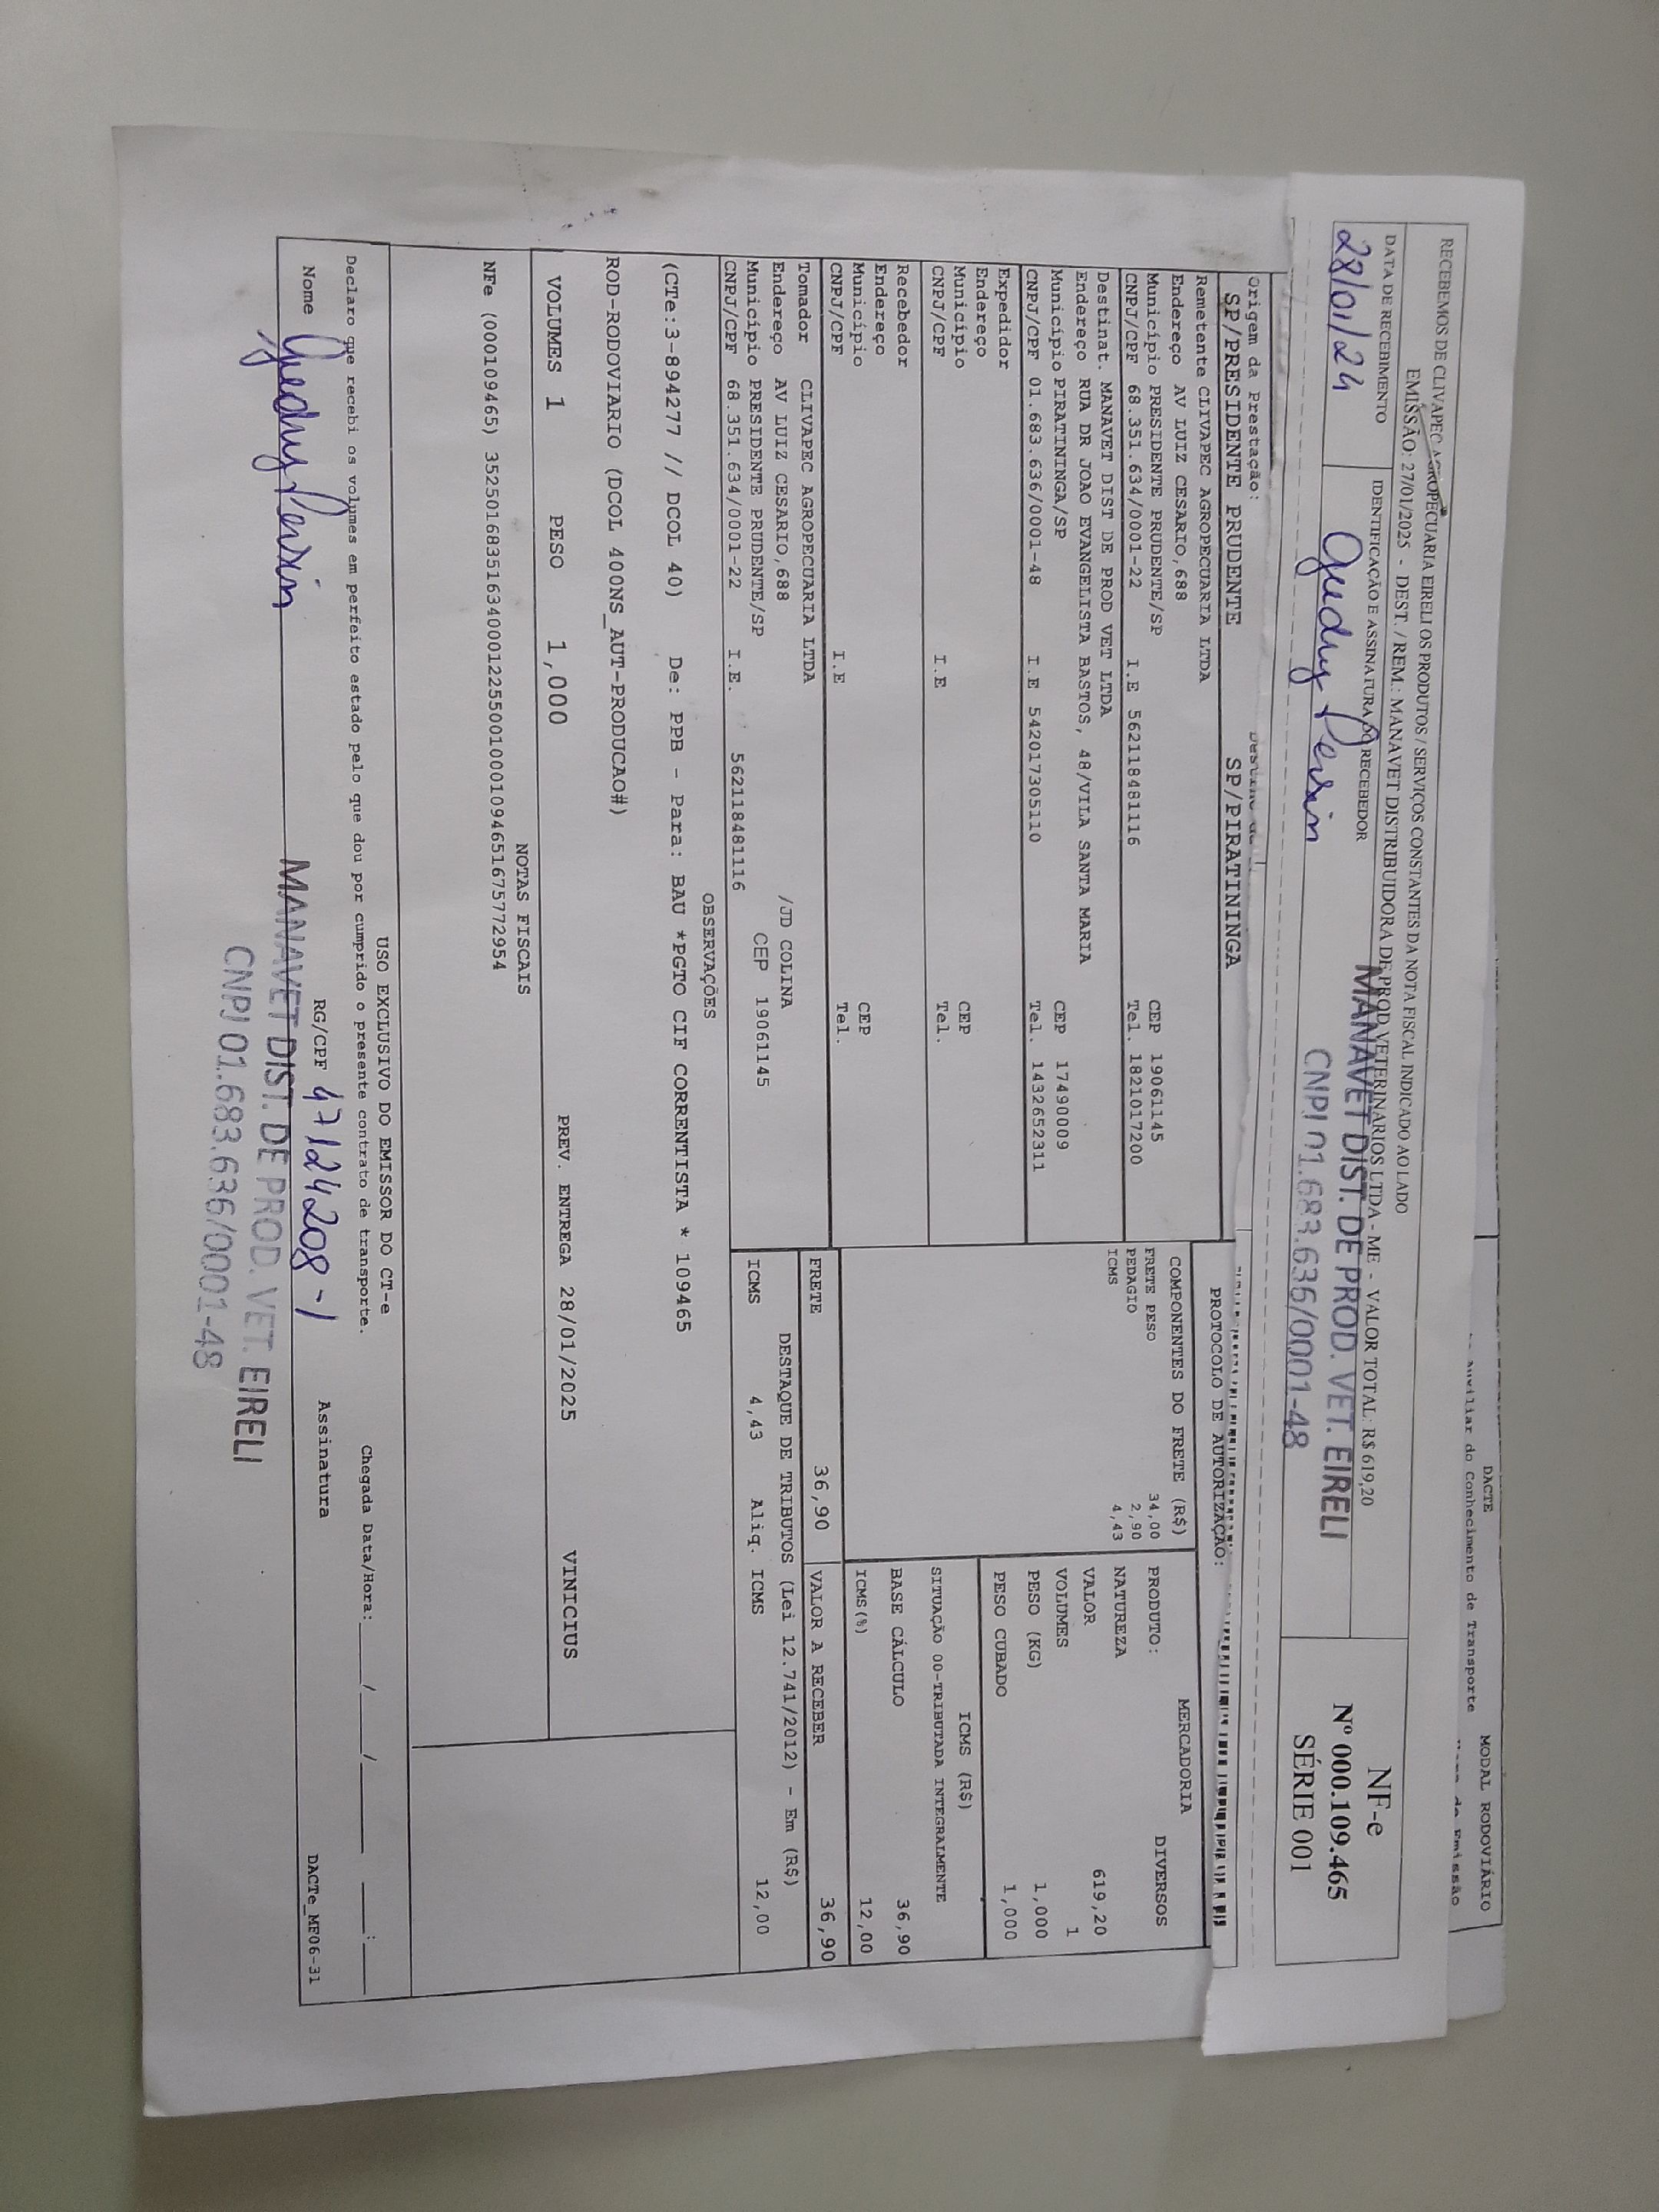 DACTE
MODAL RODOVIÁRIO
Auxiliar do Conhecimento de Transporte
RECEBEMOS DE CLIVAPEC AGROPECUARIA EIRELI OS PRODUTOS / SERVIÇOS CONSTANTES DA NOTA FISCAL INDICADO AO LADO
EMISSÃO: 27/01/2025 - DEST. / REM.: MANAVET DISTRIBUIDORA DE PROD VETERINARIOS LTDA - ME - VALOR TOTAL: R$ 619,20
DATA DE RECEBIMENTO
IDENTIFICAÇÃO E ASSINATURA DO RECEBEDOR
28/01/24
MANAVET DIST. DE PROD. VET. EIRELI
CNPJ 01.683.636/0001-48
NF-e
Nº 000.109.465
SÉRIE 001
Origem da Prestação:
SP/PRESIDENTE PRUDENTE
SP/PIRATININGA
PROTOCOLO DE AUTORIZAÇÃO:
Remetente CLIVAPEC AGROPECUARIA LTDA
Endereço AV LUIZ CESARIO,688
Município PRESIDENTE PRUDENTE/SP CEP 19061145
CNPJ/CPF 68.351.634/0001-22 I.E 562118481116 Tel. 1821017200
Destinat. MANAVET DIST DE PROD VET LTDA
Endereço RUA DR JOAO EVANGELISTA BASTOS, 48/VILA SANTA MARIA
Município PIRATININGA/SP CEP 17490009
CNPJ/CPF 01.683.636/0001-48 I.E 542017305110 Tel. 1432652311
Expedidor
Endereço
Município CEP
CNPJ/CPF I.E Tel.
Recebedor
Endereço
Município CEP
CNPJ/CPF I.E Tel.
Tomador CLIVAPEC AGROPECUARIA LTDA
Endereço AV LUIZ CESARIO,688 /JD COLINA
Município PRESIDENTE PRUDENTE/SP CEP 19061145
CNPJ/CPF 68.351.634/0001-22 I.E. 562118481116
COMPONENTES DO FRETE (R$)
FRETE PESO 34,00
PEDAGIO 2,90
ICMS 4,43
MERCADORIA
PRODUTO: DIVERSOS
NATUREZA
VALOR 619,20
VOLUMES 1
PESO (KG) 1,000
PESO CUBADO 1,000
ICMS (R$)
SITUAÇÃO 00-TRIBUTADA INTEGRALMENTE
BASE CÁLCULO 36,90
ICMS(%) 12,00
FRETE 36,90
VALOR A RECEBER 36,90
DESTAQUE DE TRIBUTOS (Lei 12.741/2012) - Em (R$)
ICMS 4,43 Aliq. ICMS 12,00
OBSERVAÇÕES
(CTe:3-894277 // DCOL 40) De: PPB - Para: BAU *PGTO CIF CORRENTISTA * 109465
ROD-RODOVIARIO (DCOL 400NS_AUT-PRODUCAO#)
VOLUMES 1 PESO 1,000 PREV. ENTREGA 28/01/2025 VINICIUS
NOTAS FISCAIS
NFe (000109465) 35250168351634000122550010001094651675772954
USO EXCLUSIVO DO EMISSOR DO CT-e
Declaro que recebi os volumes em perfeito estado pelo que dou por cumprido o presente contrato de transporte.
Chegada Data/Hora: ____/____/______ ____:____
Nome
RG/CPF 47124208-1
Assinatura
DACTe_MF06-31
MANAVET DIST. DE PROD. VET. EIRELI
CNPJ 01.683.636/0001-48